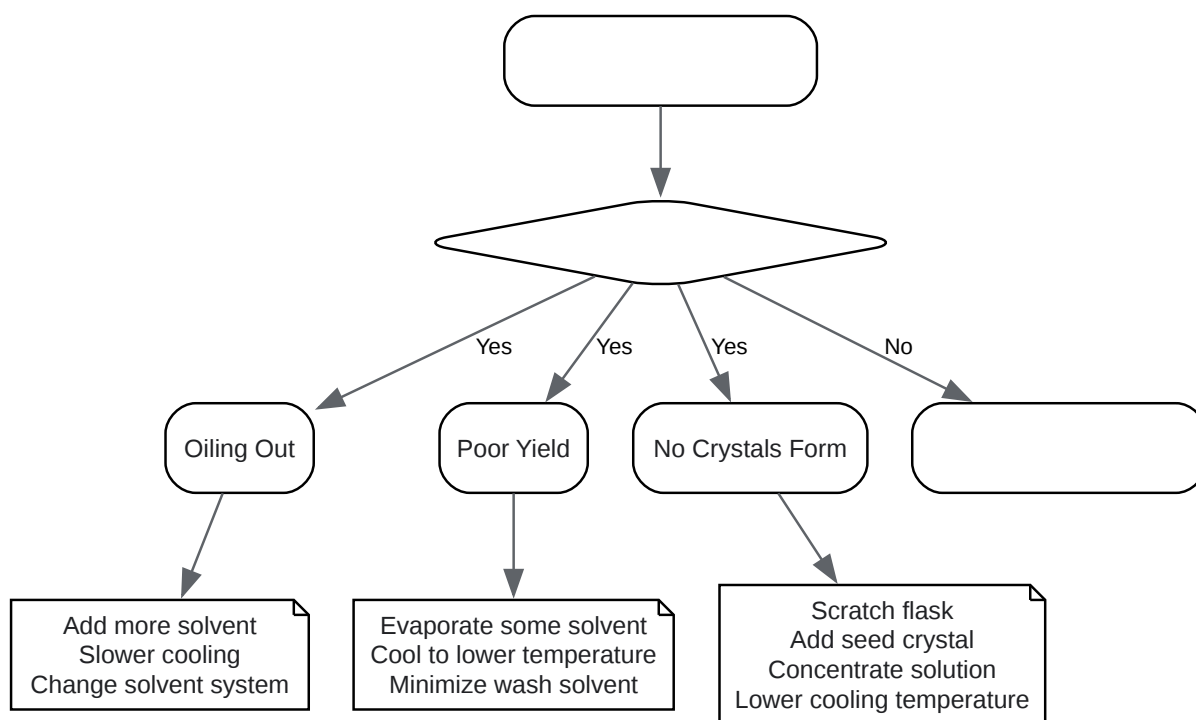 Yes
Yes
Yes
No
Oiling Out
Poor Yield
No Crystals Form
Add more solvent
Slower cooling
Change solvent system
Evaporate some solvent
Cool to lower temperature
Minimize wash solvent
Scratch flask
Add seed crystal
Concentrate solution
Lower cooling temperature